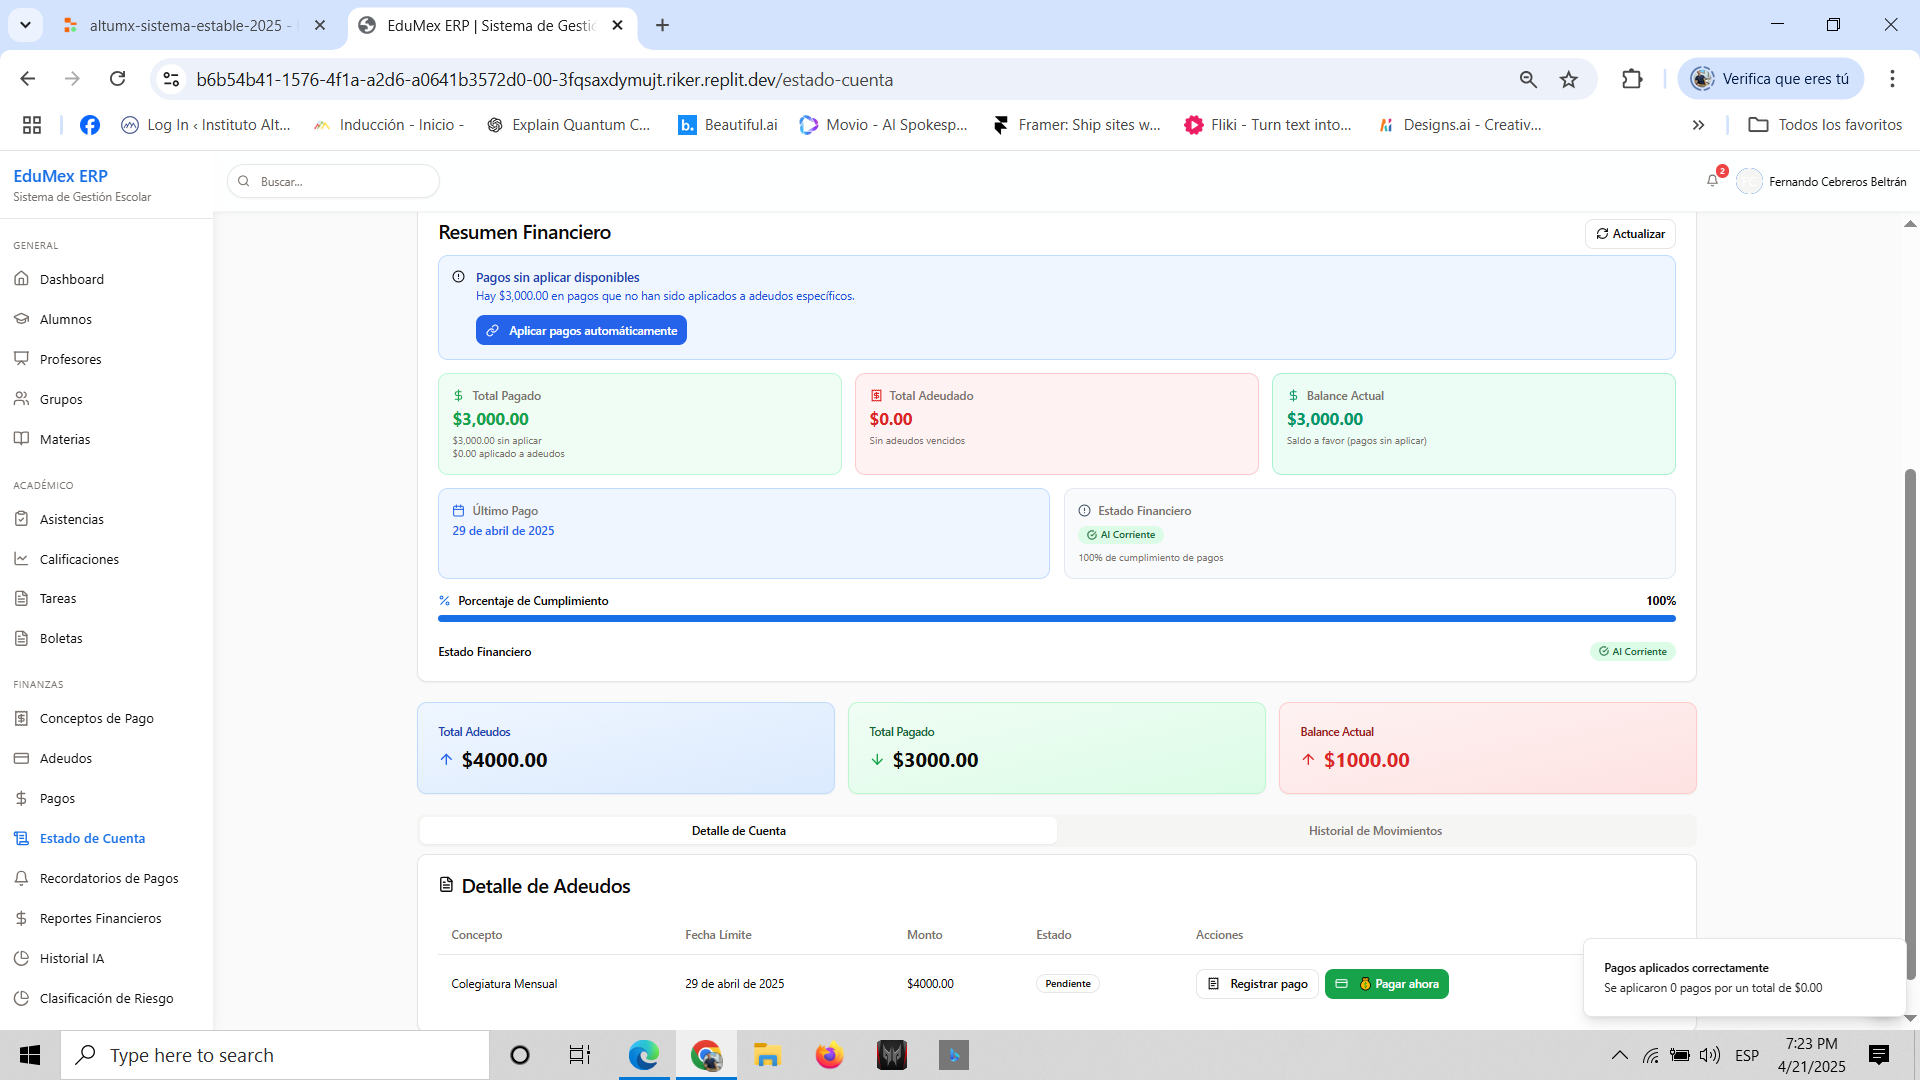 altumx-sistema-estable-2025 -
EduMex ERP | Sistema de Gestic
b6b54b41-1576-4f1a-a2d6-a0641b3572d0-00-3fqsaxdymujt.riker.replit.dev/estado-cuenta
Verifica que eres tú
Log In ‹ Instituto Alt...
Inducción - Inicio -
Explain Quantum C...
b.
Beautiful.ai
Movio - AI Spokesp...
Framer: Ship sites w...
Fliki - Turn text into...
Designs.ai - Creativ...
Todos los favoritos
EduMex ERP
Sistema de Gestión Escolar
Buscar...
2
Fernando Cebreros Beltrán
GENERAL
Dashboard
Alumnos
Profesores
Grupos
Materias
ACADÉMICO
Asistencias
Calificaciones
Tareas
Boletas
FINANZAS
Conceptos de Pago
Adeudos
Pagos
Estado de Cuenta
Recordatorios de Pagos
Reportes Financieros
Historial IA
Clasificación de Riesgo
Resumen Financiero
Actualizar
Pagos sin aplicar disponibles
Hay $3,000.00 en pagos que no han sido aplicados a adeudos específicos.
Aplicar pagos automáticamente
Total Pagado
$3,000.00
$3,000.00 sin aplicar
$0.00 aplicado a adeudos
Total Adeudado
$0.00
Sin adeudos vencidos
Balance Actual
$3,000.00
Saldo a favor (pagos sin aplicar)
Último Pago
29 de abril de 2025
Estado Financiero
Al Corriente
100% de cumplimiento de pagos
Porcentaje de Cumplimiento
100%
Estado Financiero
Al Corriente
Total Adeudos
$4000.00
Total Pagado
$3000.00
Balance Actual
$1000.00
Detalle de Cuenta
Historial de Movimientos
Detalle de Adeudos
Concepto Fecha Límite Monto Estado Acciones
Colegiatura Mensual 29 de abril de 2025 $4000.00 Pendiente Registrar pago Pagar ahora
Pagos aplicados correctamente
Se aplicaron 0 pagos por un total de $0.00
Type here to search
ESP
7:23 PM
4/21/2025